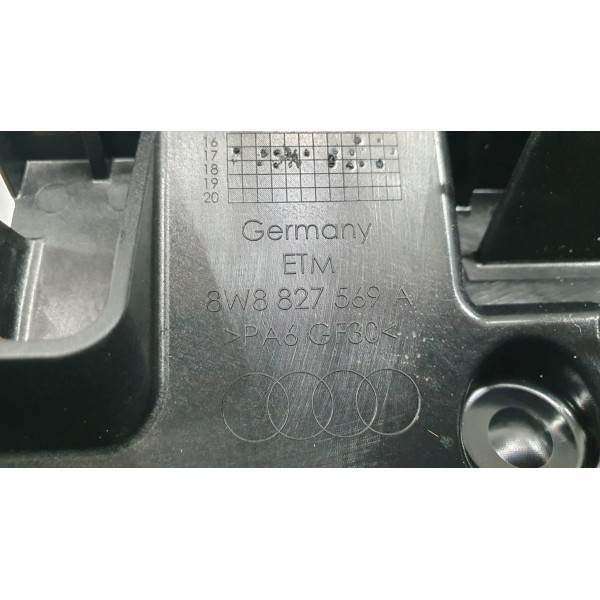 16
17
18
19
20
Germany
ETM
8W8 827 569 A
>PA6 GF30<